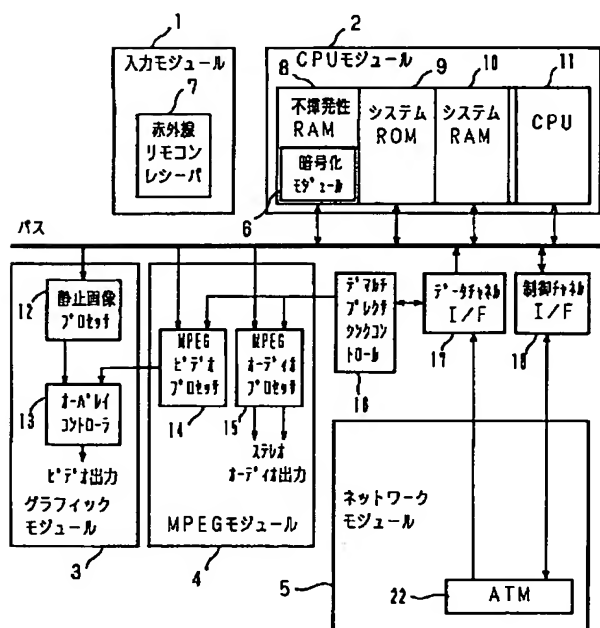 1
入力モジュール
7
赤外線
リモコン
レシーバ
2
CPUモジュール
8
不揮発性
RAM
暗号化
ﾓｼﾞｭｰﾙ
6
9
システム
ROM
10
システム
RAM
11
CPU
バス
12
静止画像
ﾌﾟﾛｾｯｻ
13
ｵｰﾊﾞﾚｲ
ｺﾝﾄﾛｰﾗ
ﾋﾞﾃﾞｵ出力
グラフィック
モジュール
3
MPEG
ﾋﾞﾃﾞｵ
ﾌﾟﾛｾｯｻ
14
MPEG
ｵｰﾃﾞｨｵ
ﾌﾟﾛｾｯｻ
15
ｽﾃﾚｵ
ｵｰﾃﾞｨｵ出力
MPEGモジュール
4
ﾃﾞﾏﾙﾁ
ﾌﾟﾚｸﾁ
ｼﾝｸｺﾝ
ﾄﾛｰﾙ
16
ﾃﾞｰﾀﾁｬﾈﾙ
I/F
17
制御ﾁｬﾈﾙ
I/F
18
ネットワーク
モジュール
5
22
ATM